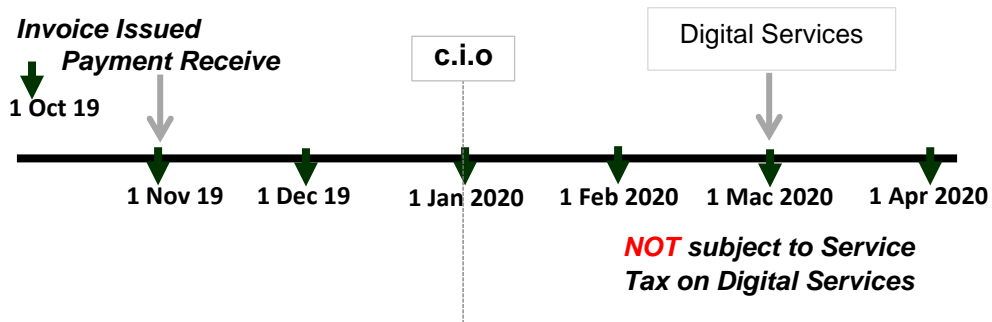 Invoice Issued
Payment Receive
c.i.o
Digital Services
1 Oct 19
1 Nov 19
1 Dec 19
1 Jan 2020
1 Feb 2020
1 Mac 2020
1 Apr 2020
NOT subject to Service
Tax on Digital Services